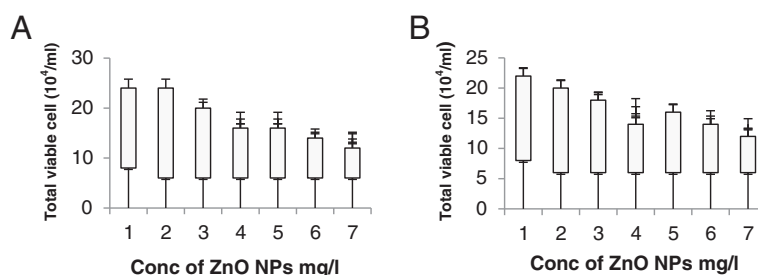 A
Total viable cell (10⁴/ml)
30
20
10
0
1 2 3 4 5 6 7
Conc of ZnO NPs mg/l
B
Total viable cell (10⁴/ml)
25
20
15
10
5
0
1 2 3 4 5 6 7
Conc of ZnO NPs mg/l